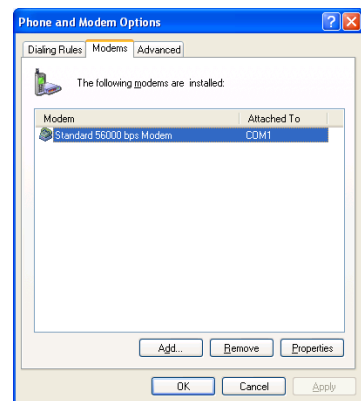 Phone and Modem Options
Dialing Rules Modems Advanced
The following modems are installed:
Modem Attached To
Standard 56000 bps Modem COM1
Add... Remove Properties
OK Cancel Apply